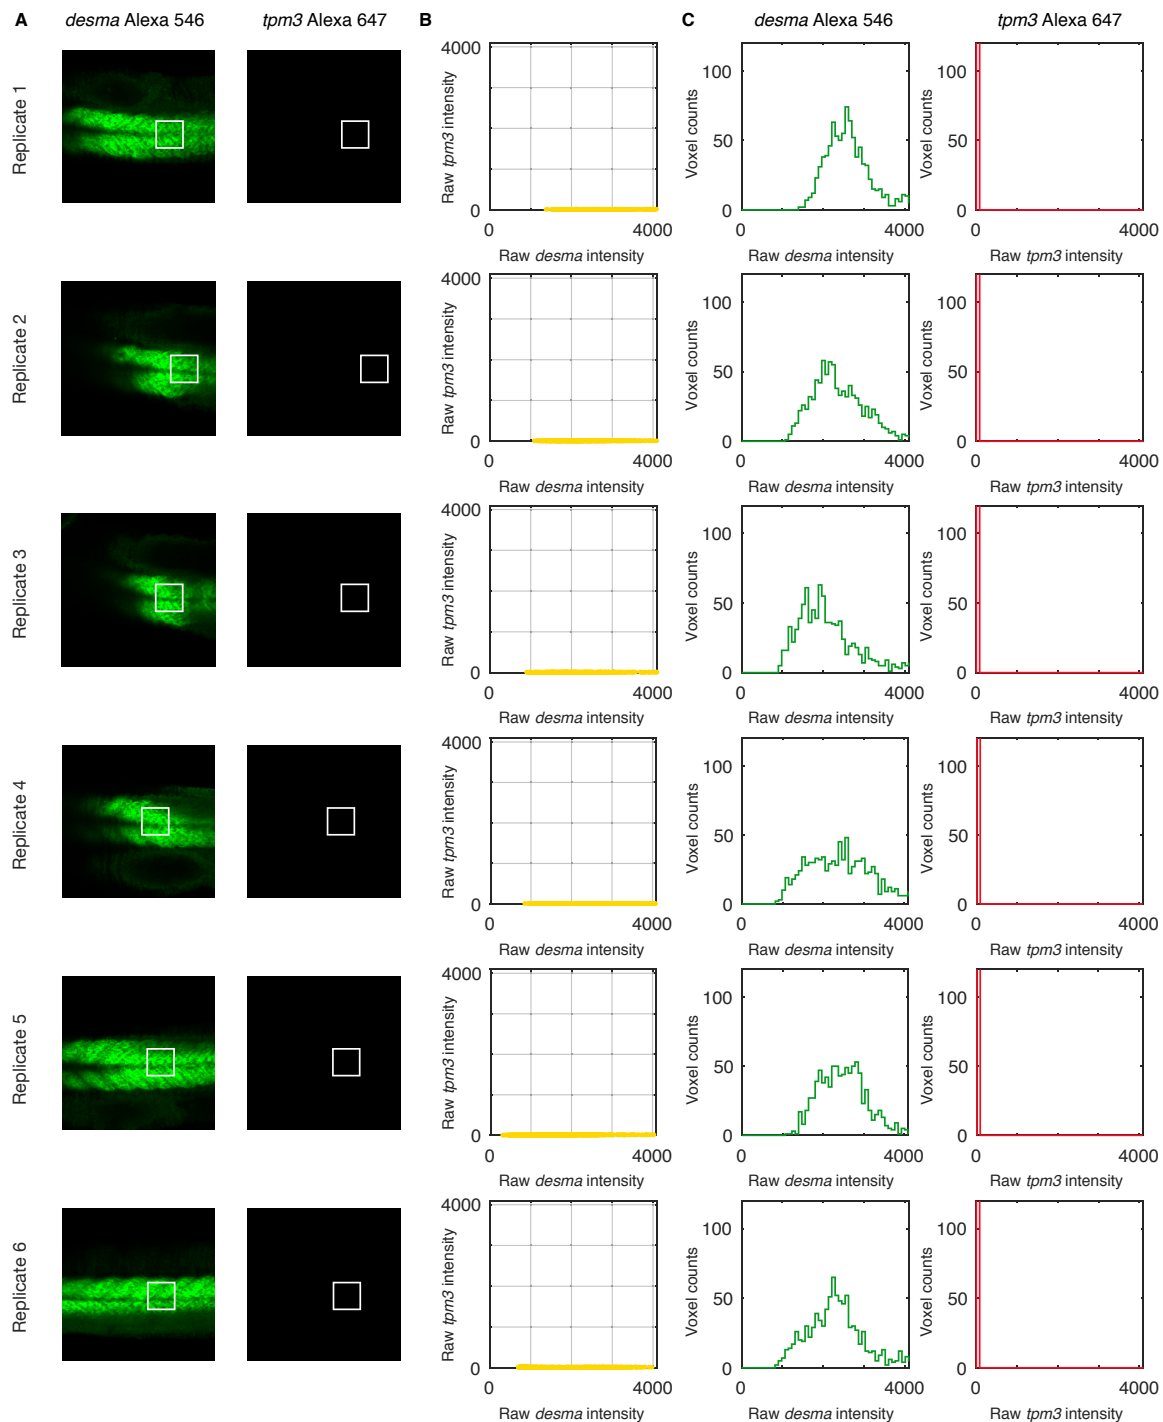 A desma Alexa 546 tpm3 Alexa 647 B C desma Alexa 546 tpm3 Alexa 647
Replicate 1
4000
Raw tpm3 intensity
0
0 4000
Raw desma intensity
100
50
0
Voxel counts
0 4000
Raw desma intensity
100
50
0
Voxel counts
0 4000
Raw tpm3 intensity
Replicate 2
4000
Raw tpm3 intensity
0
0 4000
Raw desma intensity
100
50
0
Voxel counts
0 4000
Raw desma intensity
100
50
0
Voxel counts
0 4000
Raw tpm3 intensity
Replicate 3
4000
Raw tpm3 intensity
0
0 4000
Raw desma intensity
100
50
0
Voxel counts
0 4000
Raw desma intensity
100
50
0
Voxel counts
0 4000
Raw tpm3 intensity
Replicate 4
4000
Raw tpm3 intensity
0
0 4000
Raw desma intensity
100
50
0
Voxel counts
0 4000
Raw desma intensity
100
50
0
Voxel counts
0 4000
Raw tpm3 intensity
Replicate 5
4000
Raw tpm3 intensity
0
0 4000
Raw desma intensity
100
50
0
Voxel counts
0 4000
Raw desma intensity
100
50
0
Voxel counts
0 4000
Raw tpm3 intensity
Replicate 6
4000
Raw tpm3 intensity
0
0 4000
Raw desma intensity
100
50
0
Voxel counts
0 4000
Raw desma intensity
100
50
0
Voxel counts
0 4000
Raw tpm3 intensity